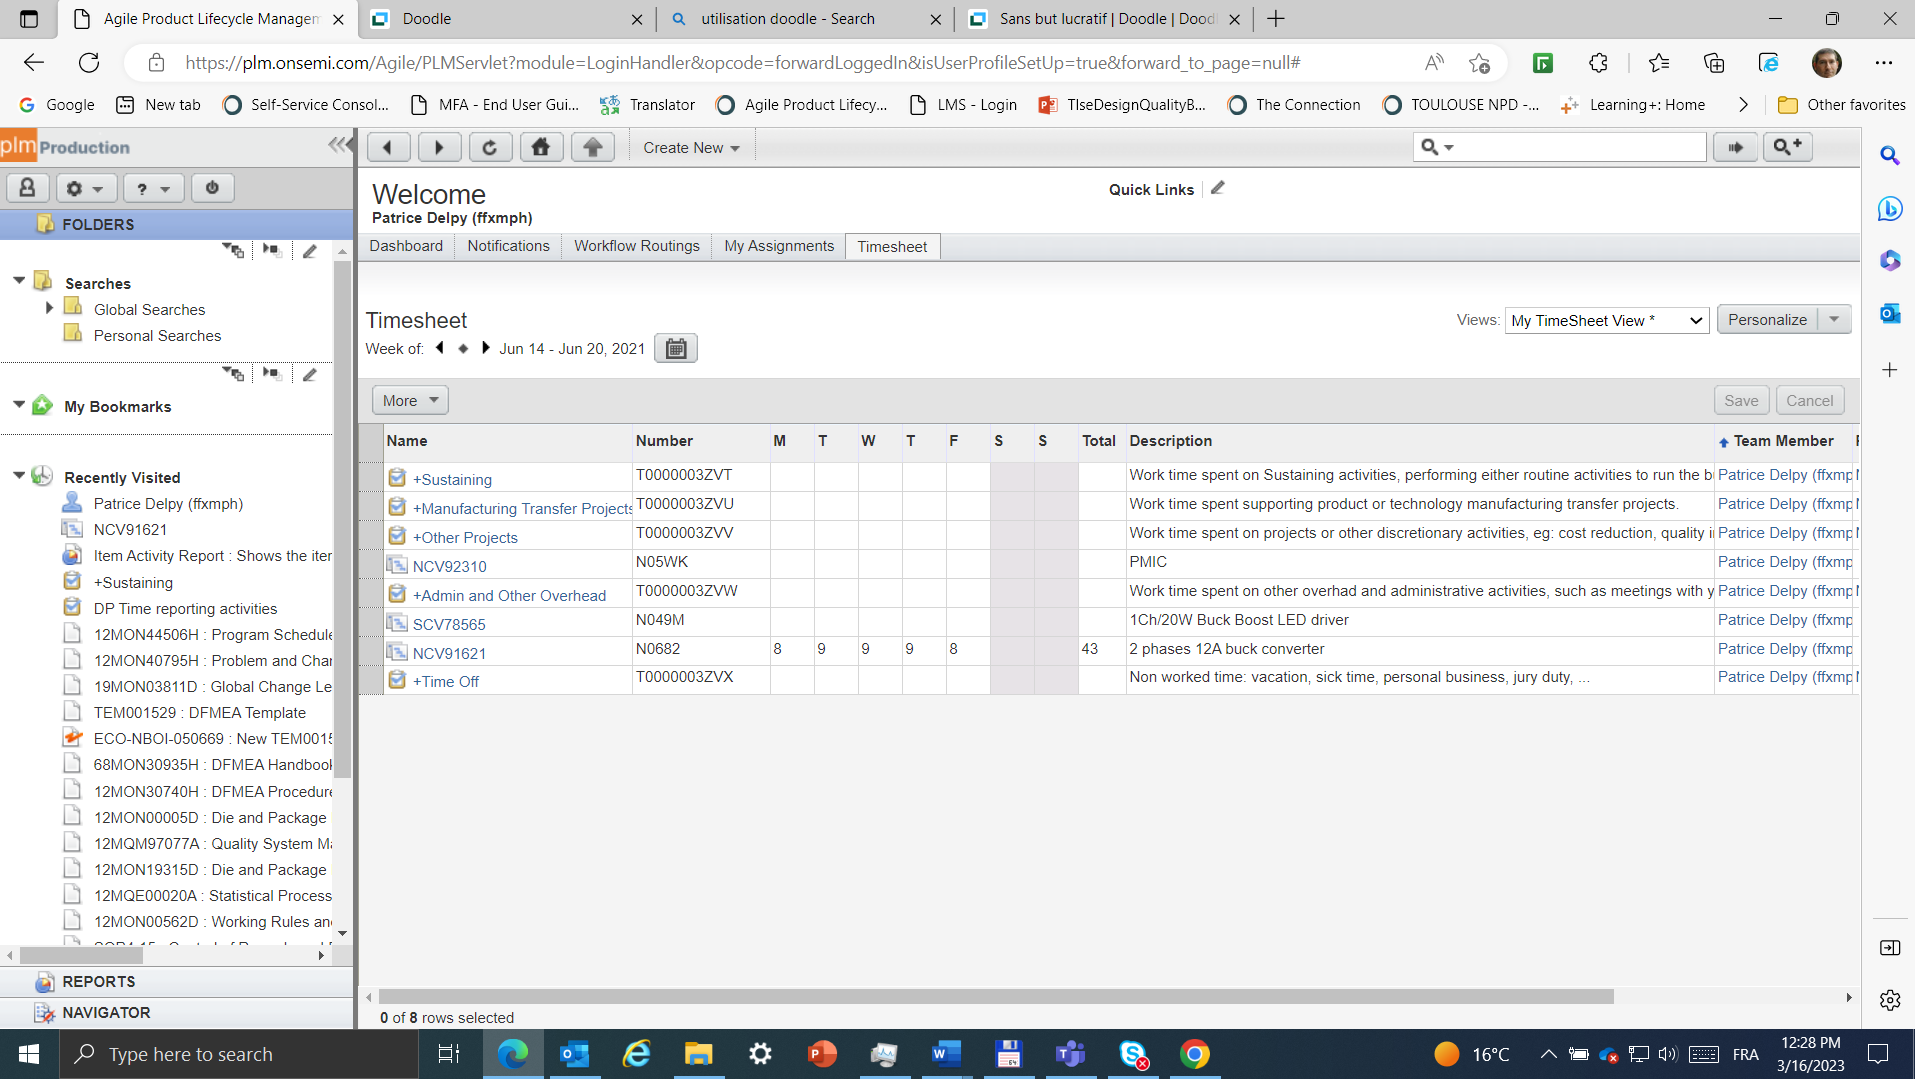 Agile Product Lifecycle Managem
Doodle
utilisation doodle - Search
Sans but lucratif | Doodle | Dood
https://plm.onsemi.com/Agile/PLMServlet?module=LoginHandler&opcode=forwardLoggedIn&isUserProfileSetUp=true&forward_to_page=null#
Google
New tab
Self-Service Consol...
MFA - End User Gui...
Translator
Agile Product Lifecy...
LMS - Login
TlseDesignQualityB...
The Connection
TOULOUSE NPD -...
Learning+: Home
Other favorites
plm Production
Create New
FOLDERS
Searches
Global Searches
Personal Searches
My Bookmarks
Recently Visited
Patrice Delpy (ffxmph)
NCV91621
Item Activity Report : Shows the iter
+Sustaining
DP Time reporting activities
12MON44506H : Program Schedule
12MON40795H : Problem and Char
19MON03811D : Global Change Le
TEM001529 : DFMEA Template
ECO-NBOI-050669 : New TEM0015
68MON30935H : DFMEA Handbook
12MON30740H : DFMEA Procedure
12MON00005D : Die and Package
12MQM97077A : Quality System Ma
12MON19315D : Die and Package
12MQE00020A : Statistical Process
12MON00562D : Working Rules and
REPORTS
NAVIGATOR
Welcome
Patrice Delpy (ffxmph)
Quick Links
Dashboard Notifications Workflow Routings My Assignments Timesheet
Timesheet
Views: My TimeSheet View * Personalize
Week of: Jun 14 - Jun 20, 2021
More Save Cancel
Name Number M T W T F S S Total Description Team Member
+Sustaining T0000003ZVT Work time spent on Sustaining activities, performing either routine activities to run the b Patrice Delpy (ffxmp
+Manufacturing Transfer Projects T0000003ZVU Work time spent supporting product or technology manufacturing transfer projects. Patrice Delpy (ffxmp
+Other Projects T0000003ZVV Work time spent on projects or other discretionary activities, eg: cost reduction, quality i Patrice Delpy (ffxmp
NCV92310 N05WK PMIC Patrice Delpy (ffxmp
+Admin and Other Overhead T0000003ZVW Work time spent on other overhad and administrative activities, such as meetings with y Patrice Delpy (ffxmp
SCV78565 N049M 1Ch/20W Buck Boost LED driver Patrice Delpy (ffxmp
NCV91621 N0682 8 9 9 9 8 43 2 phases 12A buck converter Patrice Delpy (ffxmp
+Time Off T0000003ZVX Non worked time: vacation, sick time, personal business, jury duty, ... Patrice Delpy (ffxmp
0 of 8 rows selected
Type here to search
16°C
FRA
12:28 PM
3/16/2023